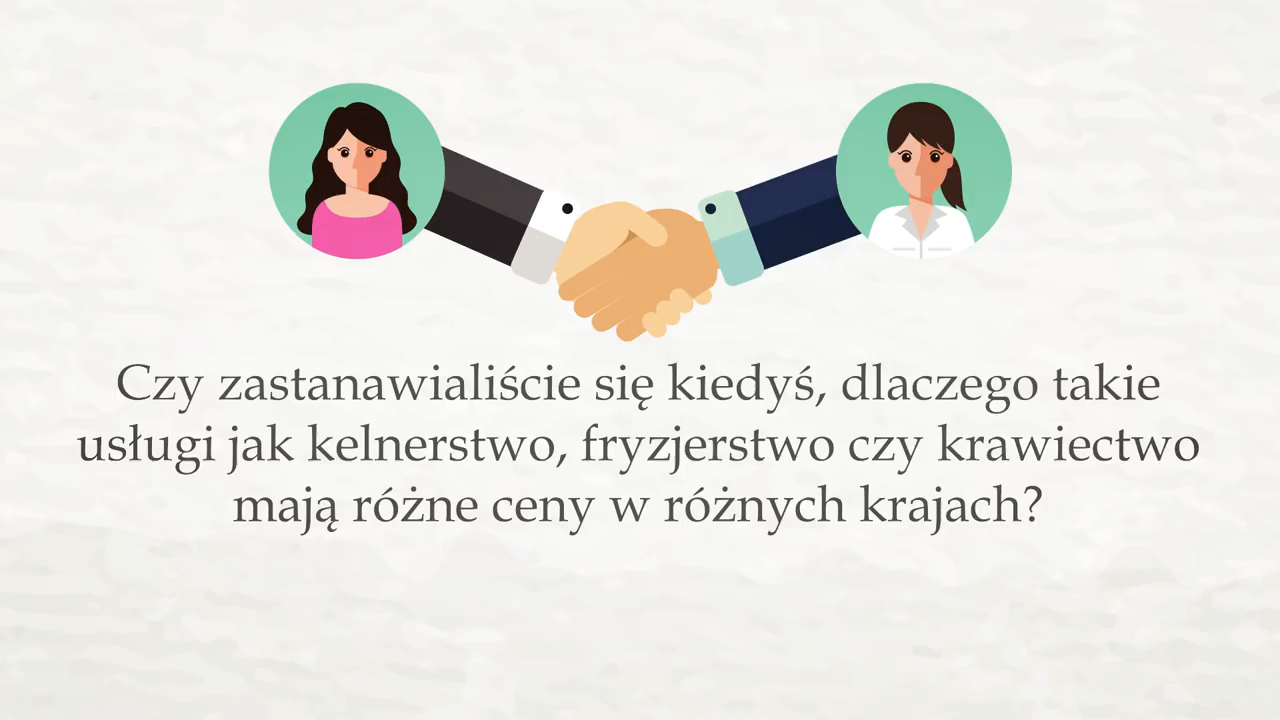 Czy zastanawialiście się kiedyś, dlaczego takie
usługi jak kelnerstwo, fryzjerstwo czy krawiectwo
mają różne ceny w różnych krajach?